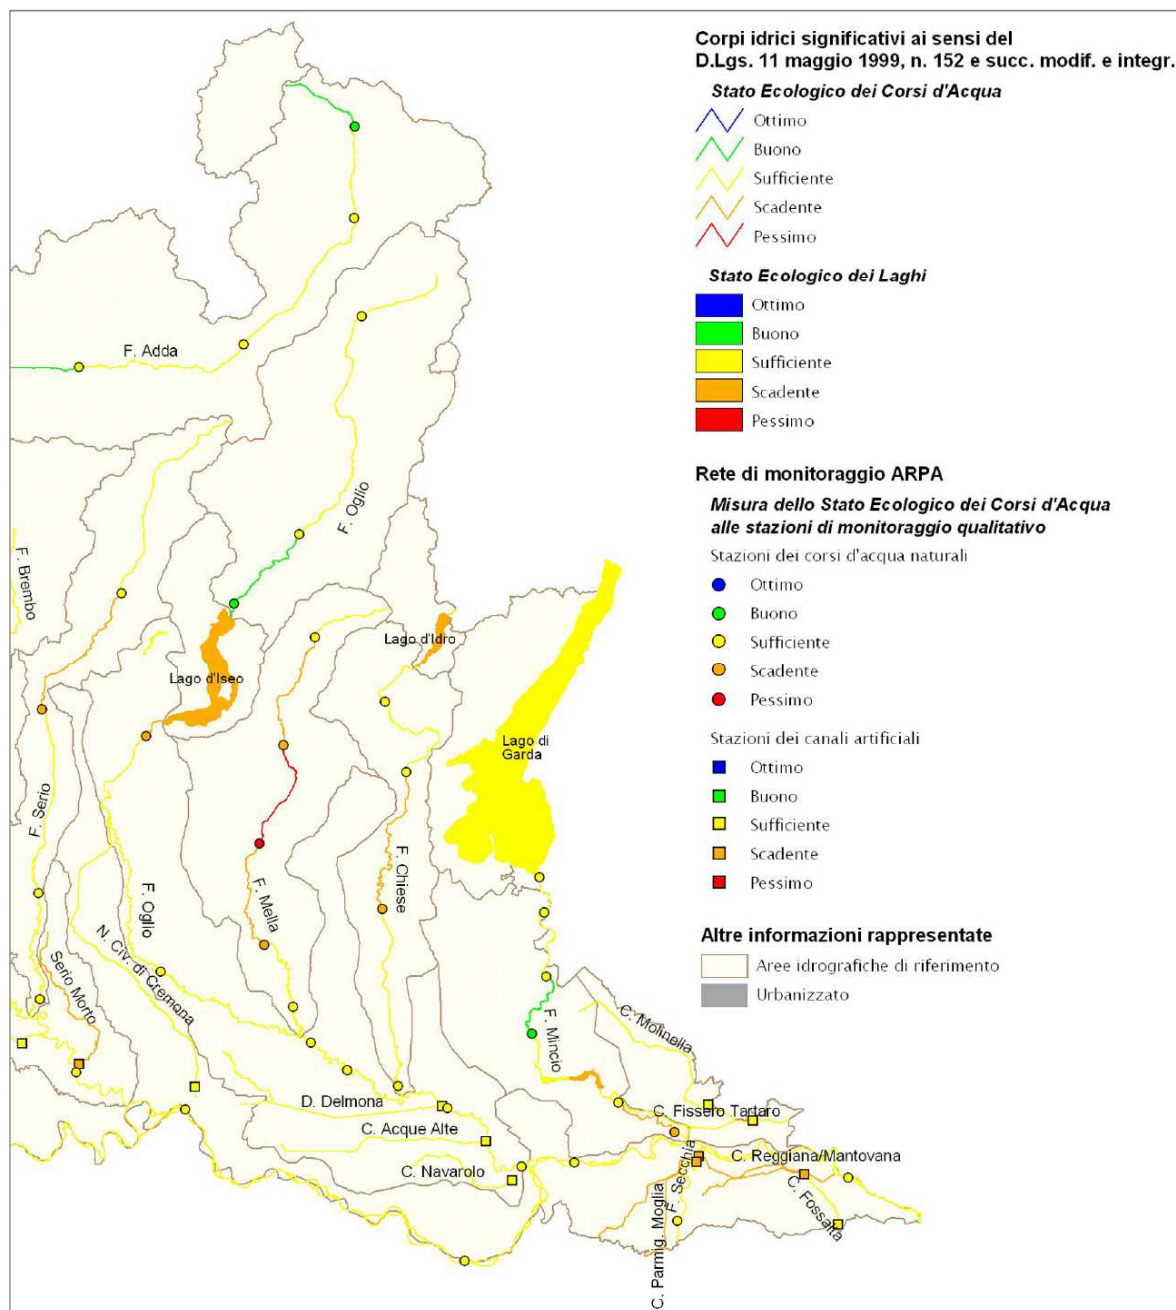 Corpi idrici significativi ai sensi del
D.Lgs. 11 maggio 1999, n. 152 e succ. modif. e integr.
Stato Ecologico dei Corsi d'Acqua
Ottimo
Buono
Sufficiente
Scadente
Pessimo
Stato Ecologico dei Laghi
Ottimo
Buono
Sufficiente
Scadente
Pessimo
Rete di monitoraggio ARPA
Misura dello Stato Ecologico dei Corsi d'Acqua
alle stazioni di monitoraggio qualitativo
Stazioni dei corsi d'acqua naturali
Ottimo
Buono
Sufficiente
Scadente
Pessimo
Stazioni dei canali artificiali
Ottimo
Buono
Sufficiente
Scadente
Pessimo
Altre informazioni rappresentate
Aree idrografiche di riferimento
Urbanizzato
F. Adda
F. Oglio
F. Brembo
Lago d'Idro
Lago d'Iseo
Lago di
Garda
F. Serio
F. Chiese
F. Mella
F. Oglio
N. Civ. di Cremona
Serio Morto
F. Mincio
C. Molinella
D. Delmona
C. Fissero Tartaro
C. Acque Alte
C. Navarolo
C. Reggiana/Mantovana
F. Secchia
C. Fossalta
C. Parmig. Moglia